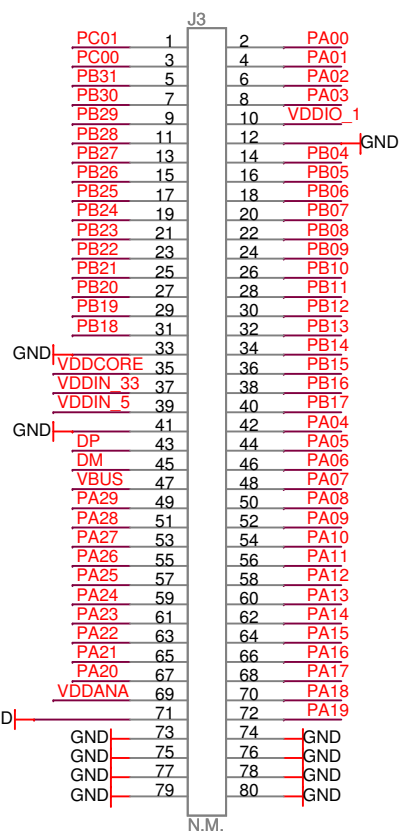 J3
PC01 1 2 PA00
PC00 3 4 PA01
PB31 5 6 PA02
PB30 7 8 PA03
PB29 9 10 VDDIO_1
PB28 11 12 GND
PB27 13 14 PB04
PB26 15 16 PB05
PB25 17 18 PB06
PB24 19 20 PB07
PB23 21 22 PB08
PB22 23 24 PB09
PB21 25 26 PB10
PB20 27 28 PB11
PB19 29 30 PB12
PB18 31 32 PB13
GND 33 34 PB14
VDDCORE 35 36 PB15
VDDIN_33 37 38 PB16
VDDIN_5 39 40 PB17
GND 41 42 PA04
DP 43 44 PA05
DM 45 46 PA06
VBUS 47 48 PA07
PA29 49 50 PA08
PA28 51 52 PA09
PA27 53 54 PA10
PA26 55 56 PA11
PA25 57 58 PA12
PA24 59 60 PA13
PA23 61 62 PA14
PA22 63 64 PA15
PA21 65 66 PA16
PA20 67 68 PA17
VDDANA 69 70 PA18
D 71 72 PA19
GND 73 74 GND
GND 75 76 GND
GND 77 78 GND
GND 79 80 GND
N.M.